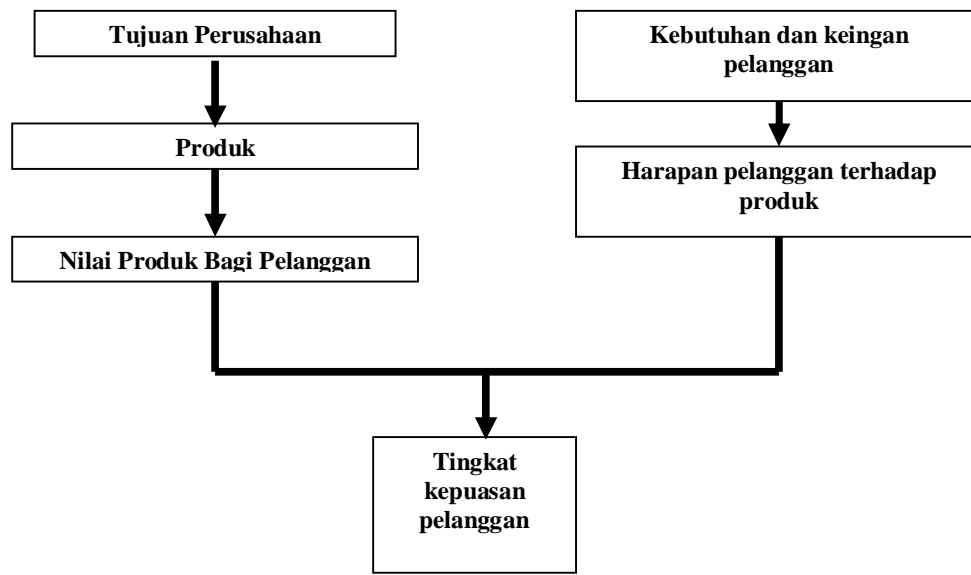 Tujuan Perusahaan
Produk
Nilai Produk Bagi Pelanggan
Kebutuhan dan keingan
pelanggan
Harapan pelanggan terhadap
produk
Tingkat
kepuasan
pelanggan